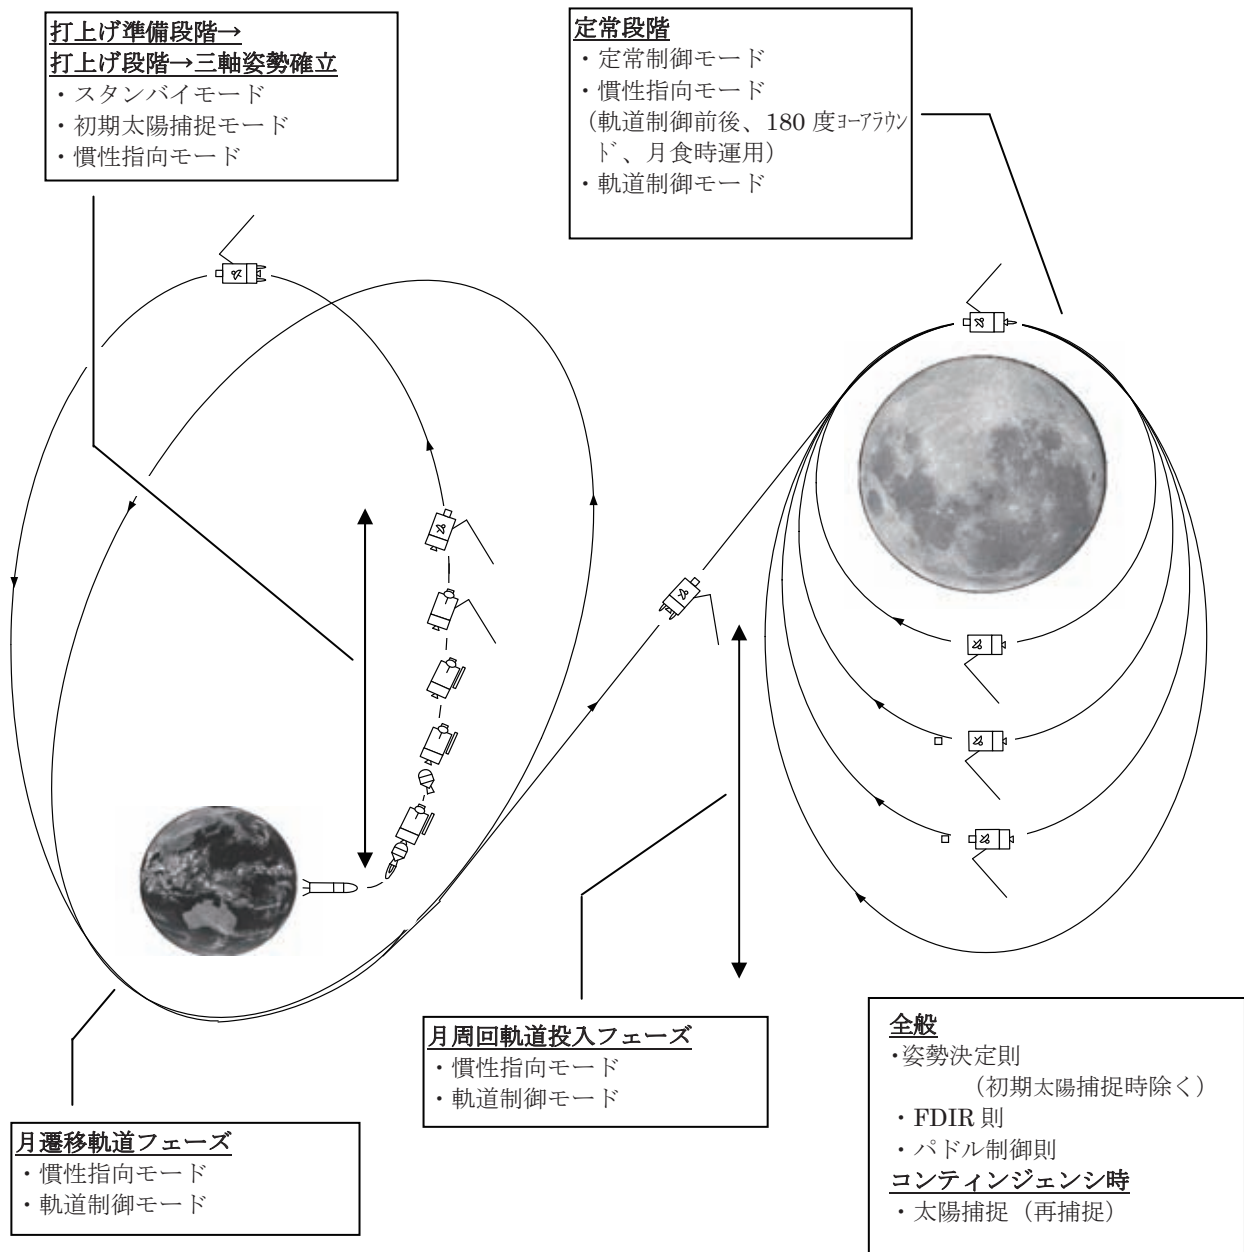 打上げ準備段階→
打上げ段階→三軸姿勢確立
・スタンバイモード
・初期太陽捕捉モード
・慣性指向モード
定常段階
・定常制御モード
・慣性指向モード
（軌道制御前後、180 度ﾖｰｱﾗｳﾝ
ﾄﾞ、月食時運用）
・軌道制御モード
月周回軌道投入フェーズ
・慣性指向モード
・軌道制御モード
月遷移軌道フェーズ
・慣性指向モード
・軌道制御モード
全般
・姿勢決定則
（初期太陽捕捉時除く）
・FDIR 則
・パドル制御則
コンティンジェンシ時
・太陽捕捉（再捕捉）